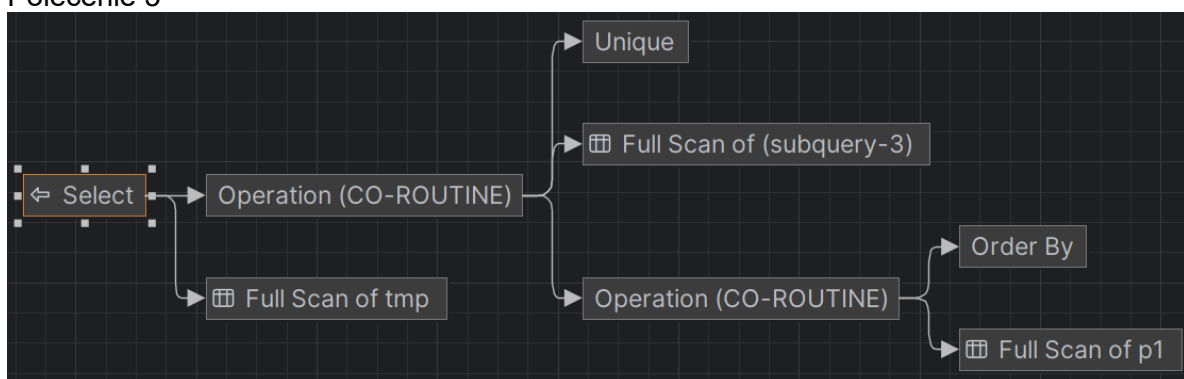 Unique
Full Scan of (subquery-3)
Select
Operation (CO-ROUTINE)
Order By
Full Scan of tmp
Operation (CO-ROUTINE)
Full Scan of p1